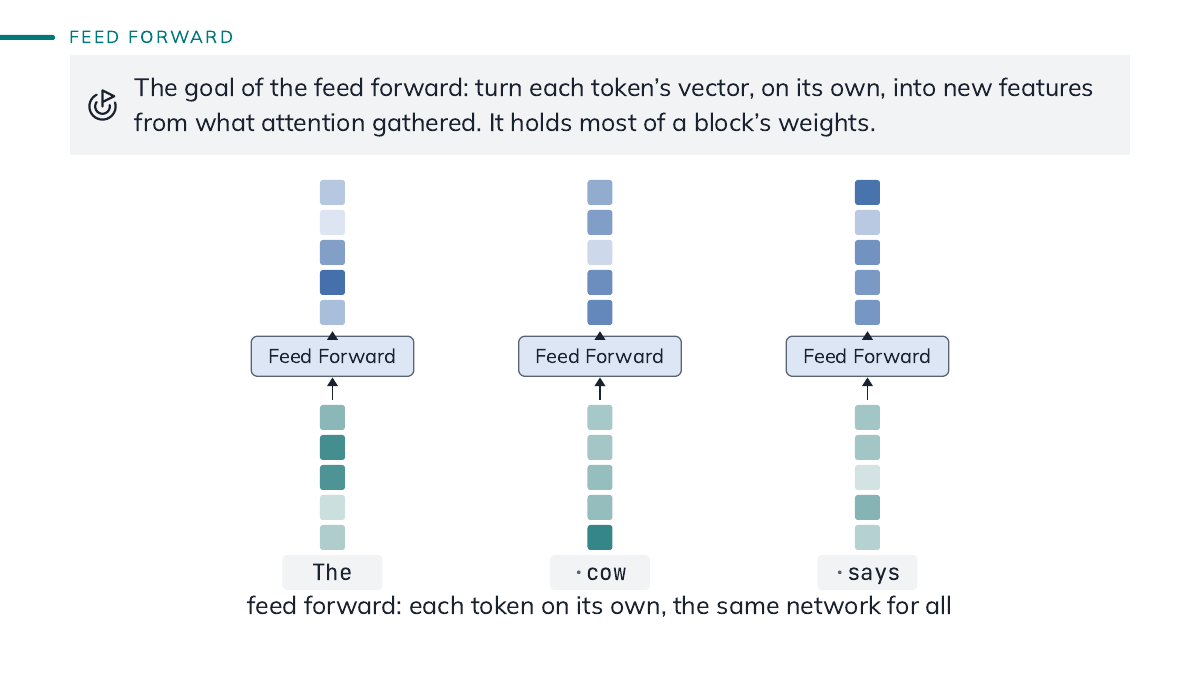 FEED FORWARD
The goal of the feed forward: turn each token’s vector, on its own, into new features
from what attention gathered. It holds most of a block’s weights.
Feed Forward Feed Forward Feed Forward
The ·cow ·says
feed forward: each token on its own, the same network for all